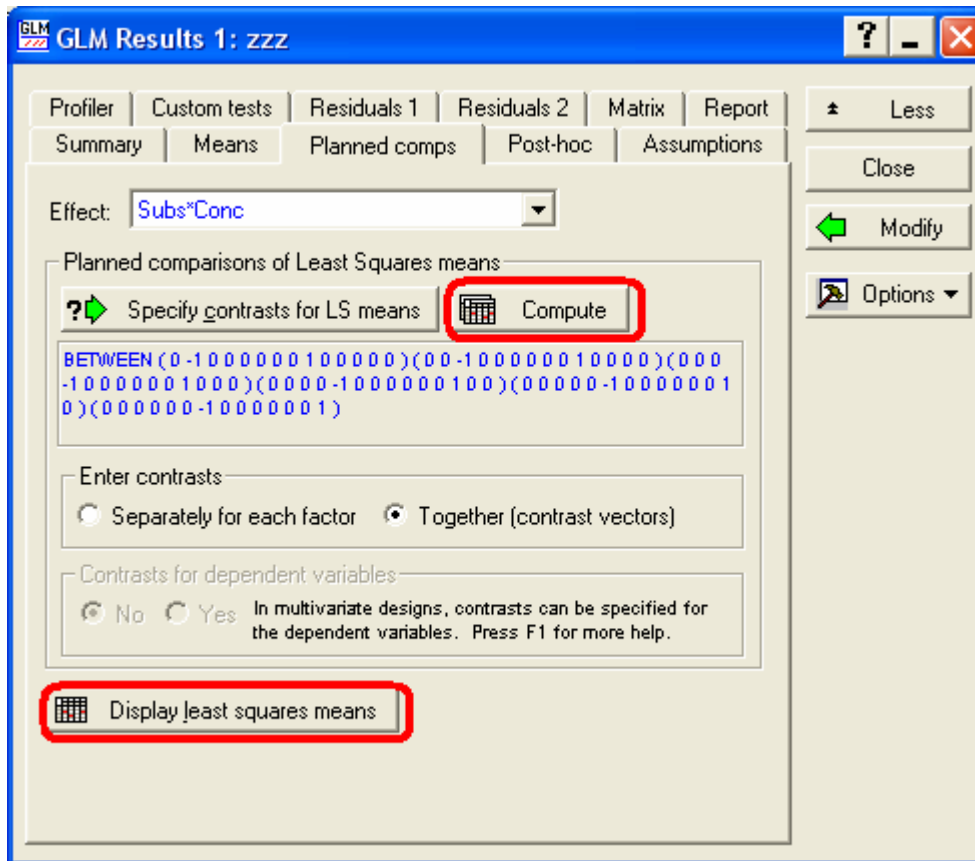 GLM Results 1: zzz
Profiler Custom tests Residuals 1 Residuals 2 Matrix Report
Summary Means Planned comps Post-hoc Assumptions
Less
Close
Modify
Options
Effect: Subs*Conc
Planned comparisons of Least Squares means
Specify contrasts for LS means
Compute
BETWEEN ( 0 -1 0 0 0 0 0 0 1 0 0 0 0 0 ) ( 0 0 -1 0 0 0 0 0 0 1 0 0 0 0 ) ( 0 0 0
-1 0 0 0 0 0 0 1 0 0 0 ) ( 0 0 0 0 -1 0 0 0 0 0 0 1 0 0 ) ( 0 0 0 0 0 -1 0 0 0 0 0 0 1
0 ) ( 0 0 0 0 0 0 -1 0 0 0 0 0 0 1 )
Enter contrasts
Separately for each factor Together (contrast vectors)
Contrasts for dependent variables
No Yes In multivariate designs, contrasts can be specified for
the dependent variables. Press F1 for more help.
Display least squares means